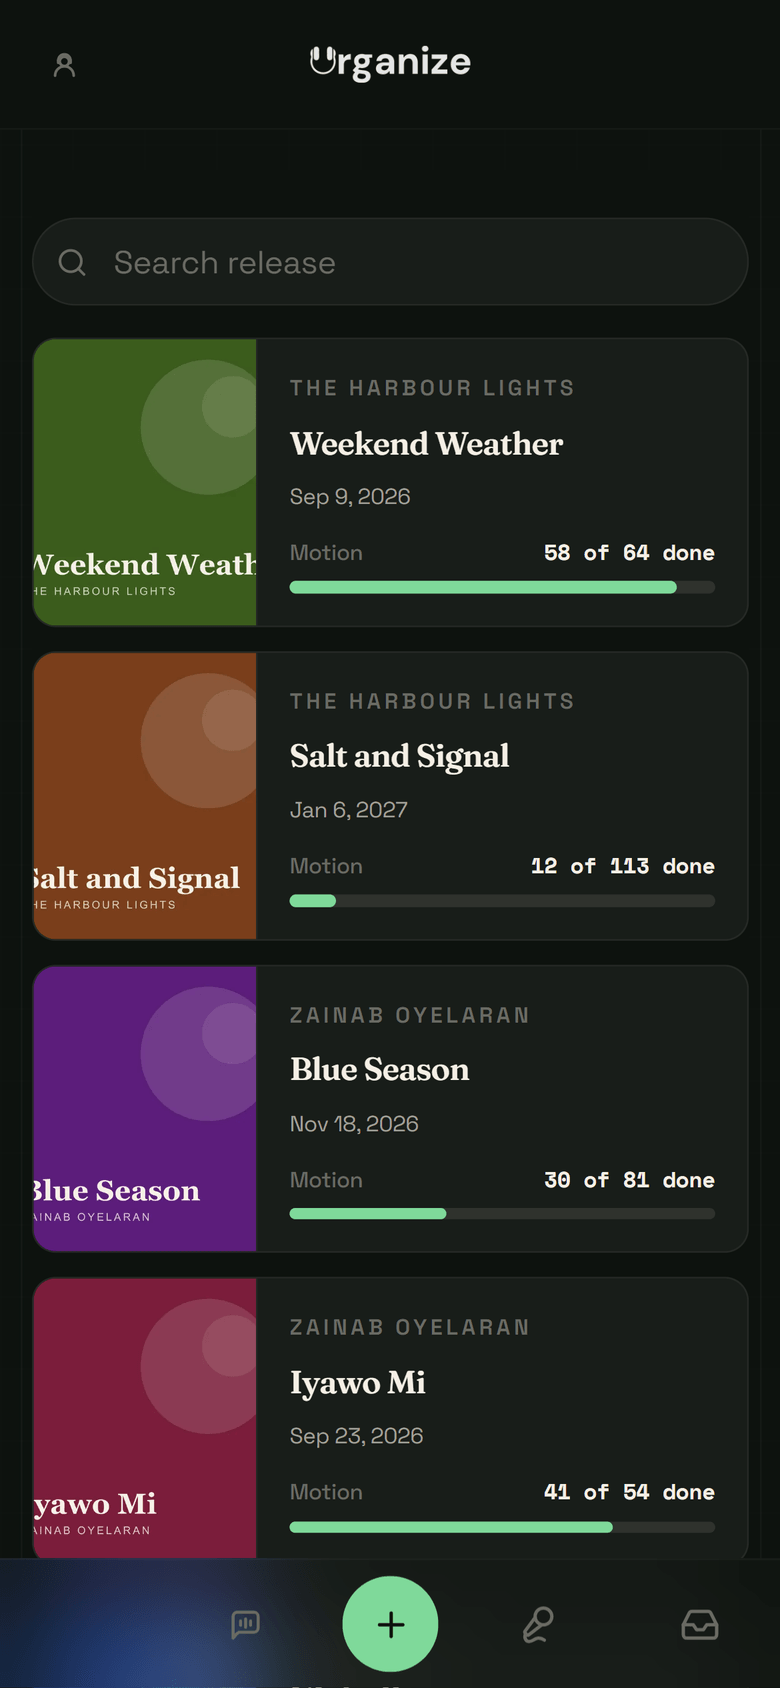 Urganize
Search release
THE HARBOUR LIGHTS
Weekend Weather
Sep 9, 2026
Motion 58 of 64 done
Weekend Weath
HE HARBOUR LIGHTS
THE HARBOUR LIGHTS
Salt and Signal
Jan 6, 2027
Motion 12 of 113 done
Salt and Signal
HE HARBOUR LIGHTS
ZAINAB OYELARAN
Blue Season
Nov 18, 2026
Motion 30 of 81 done
Blue Season
AINAB OYELARAN
ZAINAB OYELARAN
Iyawo Mi
Sep 23, 2026
Motion 41 of 54 done
yawo Mi
AINAB OYELARAN